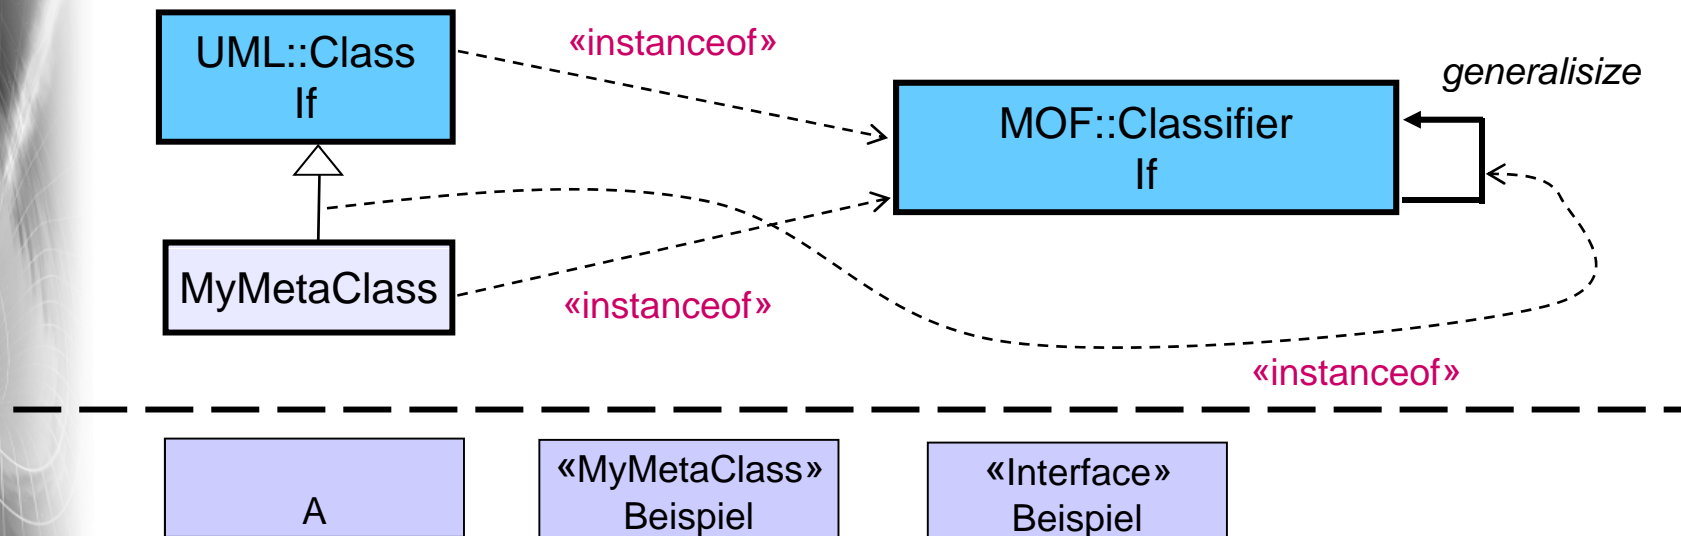 UML::Class
If
«instanceof»
generalisize
MOF::Classifier
If
MyMetaClass
«instanceof»
«instanceof»
A
«MyMetaClass»
Beispiel
«Interface»
Beispiel